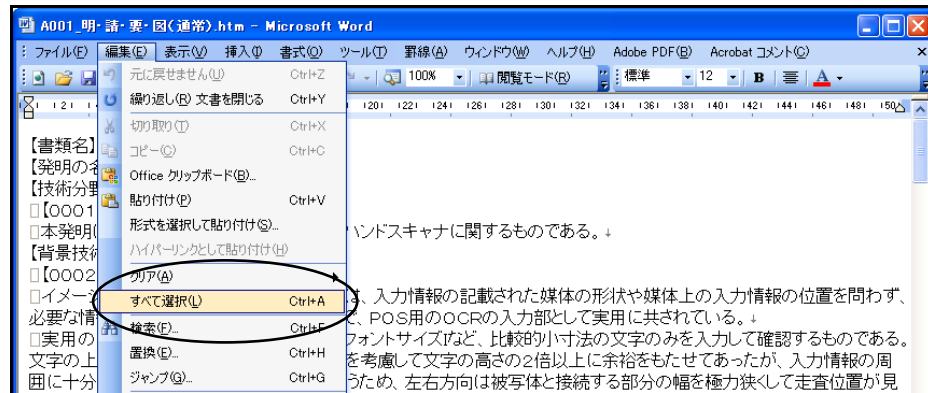 A001_明・請・要・図(通常).htm - Microsoft Word
ファイル(F) 編集(E) 表示(V) 挿入(I) 書式(O) ツール(T) 罫線(A) ウィンドウ(W) ヘルプ(H) Adobe PDF(B) Acrobat コメント(C)
100% 閲覧モード(R) 標準 12 B A
元に戻せません(U) Ctrl+Z
繰り返し(R) 文書を閉じる Ctrl+Y
切り取り(T) Ctrl+X
コピー(C) Ctrl+C
Office クリップボード(B)...
貼り付け(P) Ctrl+V
形式を選択して貼り付け(S)...
ハイパーリンクとして貼り付け(H)
クリア(A)
すべて選択(L) Ctrl+A
検索(F)... Ctrl+F
置換(E)... Ctrl+H
ジャンプ(G)... Ctrl+G
|2| |20| |22| |24| |26| |28| |30| |32| |34| |36| |38| |40| |42| |44| |46| |48| |50
【書類名】
【発明の名
【技術分野
□【0001
□本発明( ハンドスキャナに関するものである。↓
【背景技術
□【0002
□イメージ 、入力情報の記載された媒体の形状や媒体上の入力情報の位置を問わず、
必要な情 、POS用のOCRの入力部として実用に共されている。↓
□実用の フォントサイズなど、比較的小寸法の文字のみを入力して確認するものである。
文字の上 を考慮して文字の高さの2倍以上に余裕をもたせてあったが、入力情報の周
囲に十分 うため、左右方向は被写体と接続する部分の幅を極力狭くして走査位置が見